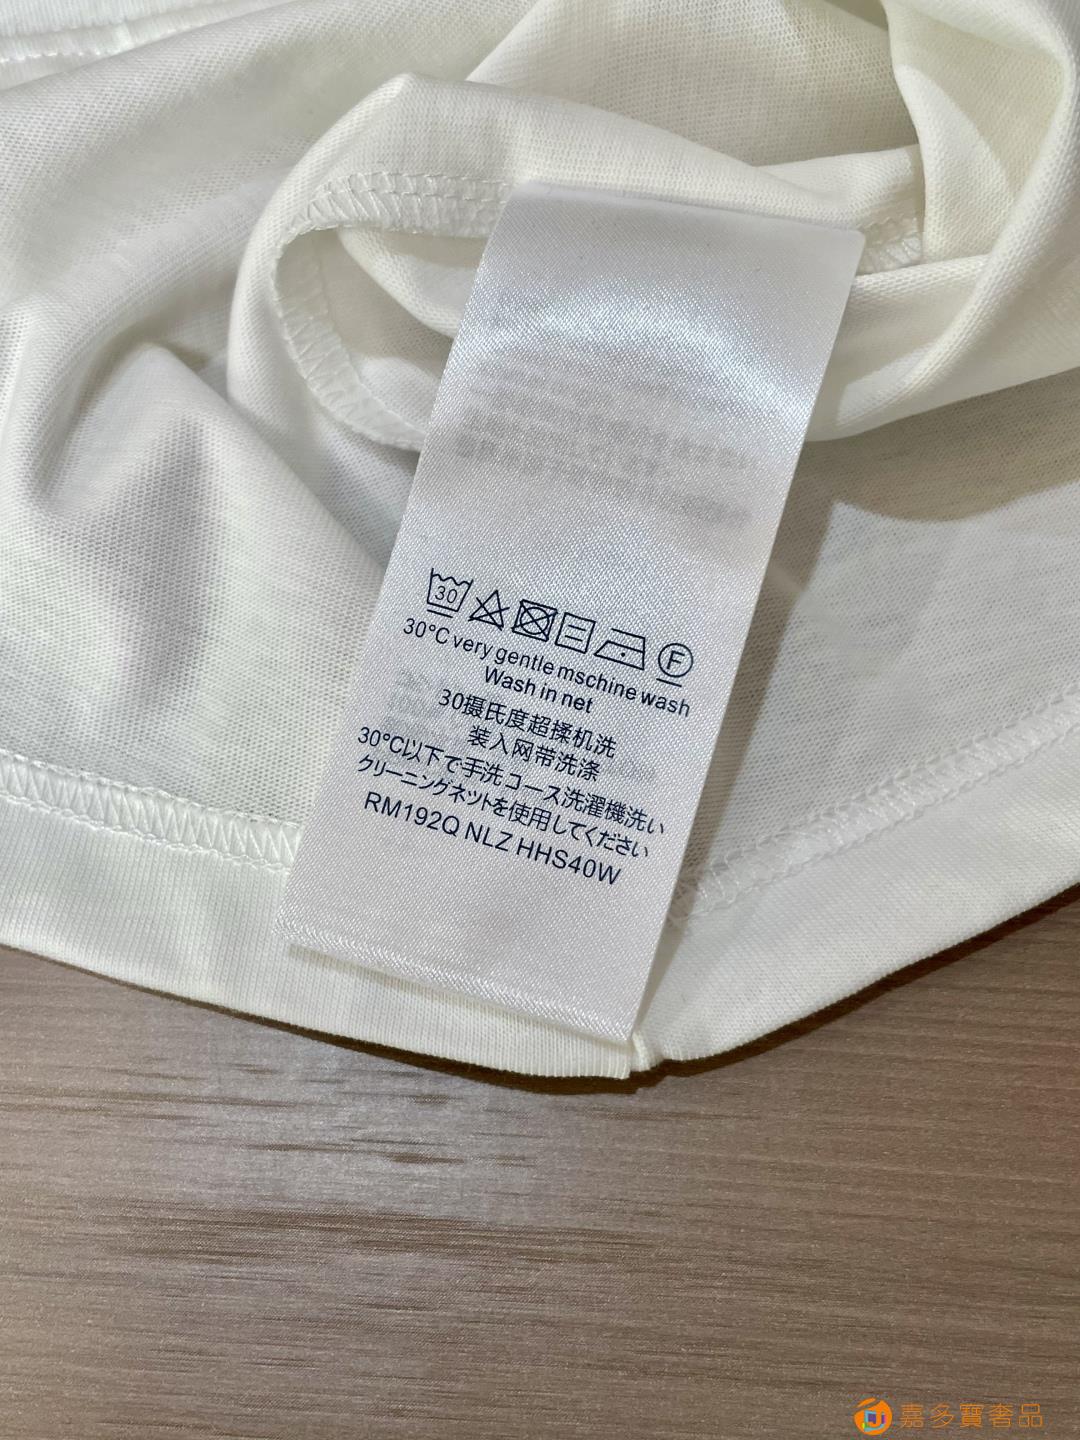 30
F
30°C very gentle mschine wash
Wash in net
30摄氏度超揉机洗
装入网带洗涤
30°C以下で手洗コース洗濯機洗い
クリーニングネットを使用してください
RM192Q NLZ HHS40W
嘉多寶奢品